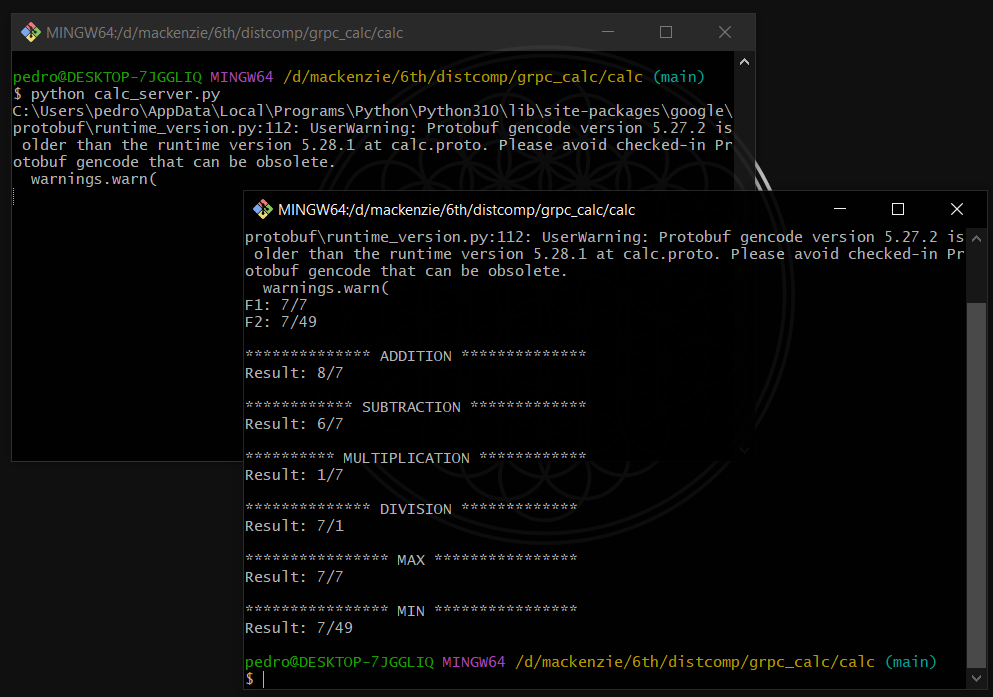 MINGW64:/d/mackenzie/6th/distcomp/grpc_calc/calc
pedro@DESKTOP-7JGGLIQ MINGW64 /d/mackenzie/6th/distcomp/grpc_calc/calc (main)
$ python calc_server.py
C:\Users\pedro\AppData\Local\Programs\Python\Python310\lib\site-packages\google\
protobuf\runtime_version.py:112: UserWarning: Protobuf gencode version 5.27.2 is
 older than the runtime version 5.28.1 at calc.proto. Please avoid checked-in Pr
otobuf gencode that can be obsolete.
  warnings.warn(
MINGW64:/d/mackenzie/6th/distcomp/grpc_calc/calc
protobuf\runtime_version.py:112: UserWarning: Protobuf gencode version 5.27.2 is
 older than the runtime version 5.28.1 at calc.proto. Please avoid checked-in Pr
otobuf gencode that can be obsolete.
  warnings.warn(
F1: 7/7
F2: 7/49
************** ADDITION **************
Result: 8/7
************ SUBTRACTION *************
Result: 6/7
********** MULTIPLICATION ************
Result: 1/7
************** DIVISION *************
Result: 7/1
**************** MAX ****************
Result: 7/7
**************** MIN ****************
Result: 7/49
pedro@DESKTOP-7JGGLIQ MINGW64 /d/mackenzie/6th/distcomp/grpc_calc/calc (main)
$